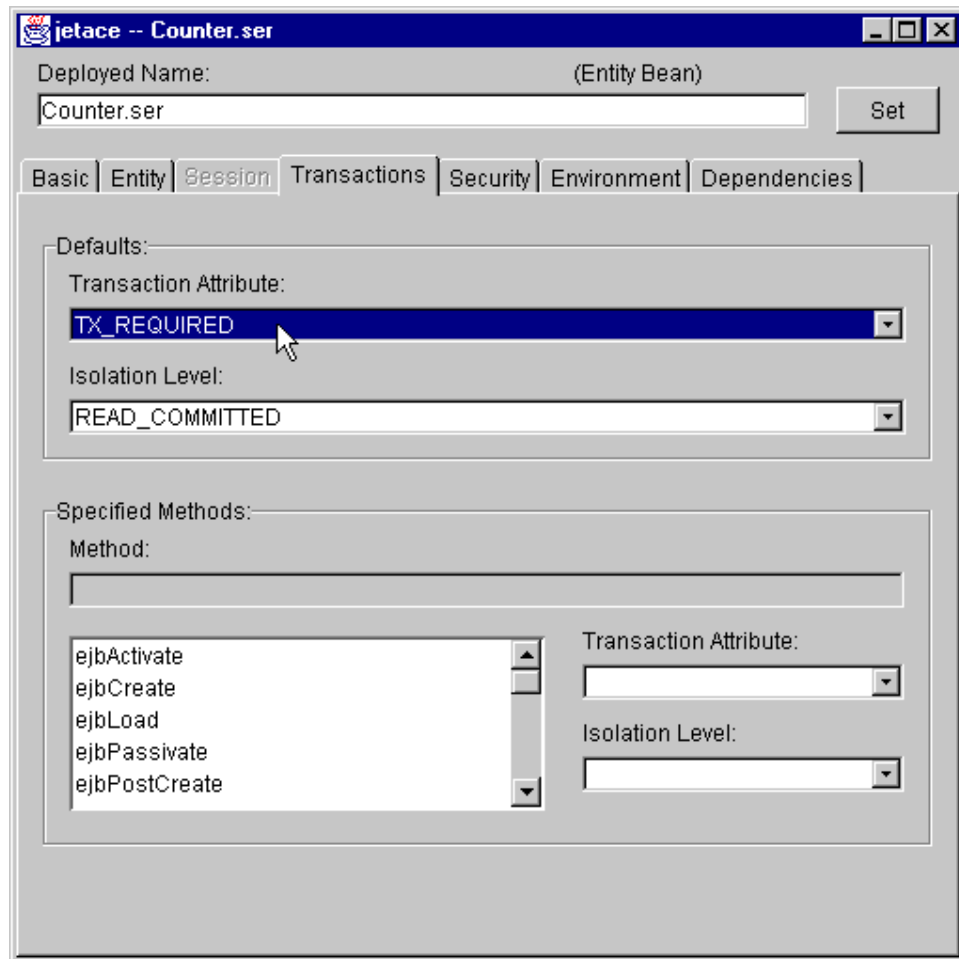 jetace -- Counter.ser
Deployed Name: (Entity Bean)
Counter.ser Set
Basic Entity Session Transactions Security Environment Dependencies
Defaults:
Transaction Attribute:
TX_REQUIRED
Isolation Level:
READ_COMMITTED
Specified Methods:
Method:
ejbActivate
ejbCreate
ejbLoad
ejbPassivate
ejbPostCreate
Transaction Attribute:
Isolation Level: